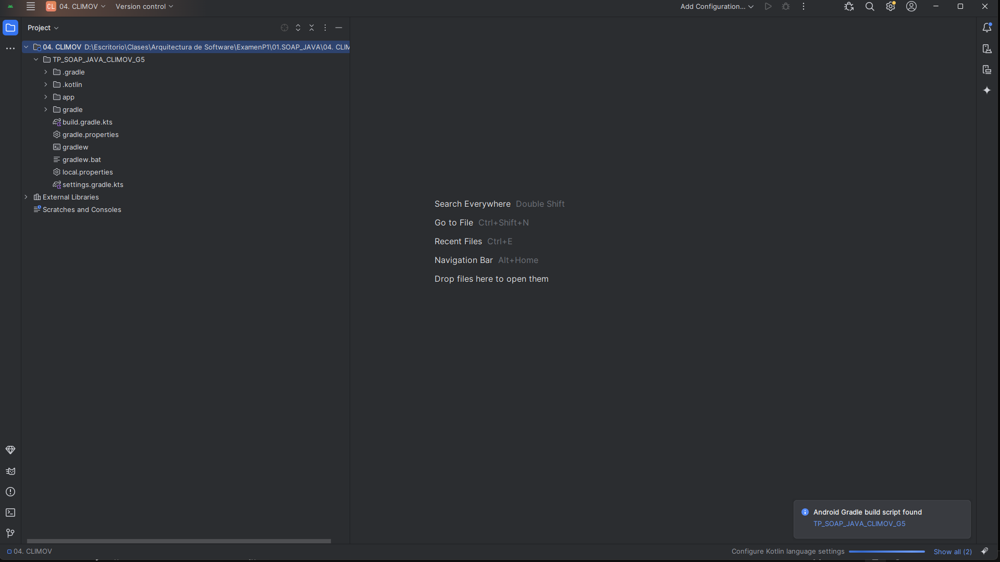 CL 04. CLIMOV Version control Add Configuration...
Project
04. CLIMOV D:\Escritorio\Clases\Arquitectura de Software\ExamenP1\01.SOAP_JAVA\04. CLIM
TP_SOAP_JAVA_CLIMOV_G5
.gradle
.kotlin
app
gradle
build.gradle.kts
gradle.properties
gradlew
gradlew.bat
local.properties
settings.gradle.kts
External Libraries
Scratches and Consoles
Search Everywhere Double Shift
Go to File Ctrl+Shift+N
Recent Files Ctrl+E
Navigation Bar Alt+Home
Drop files here to open them
Android Gradle build script found
TP_SOAP_JAVA_CLIMOV_G5
04. CLIMOV Configure Kotlin language settings Show all (2)